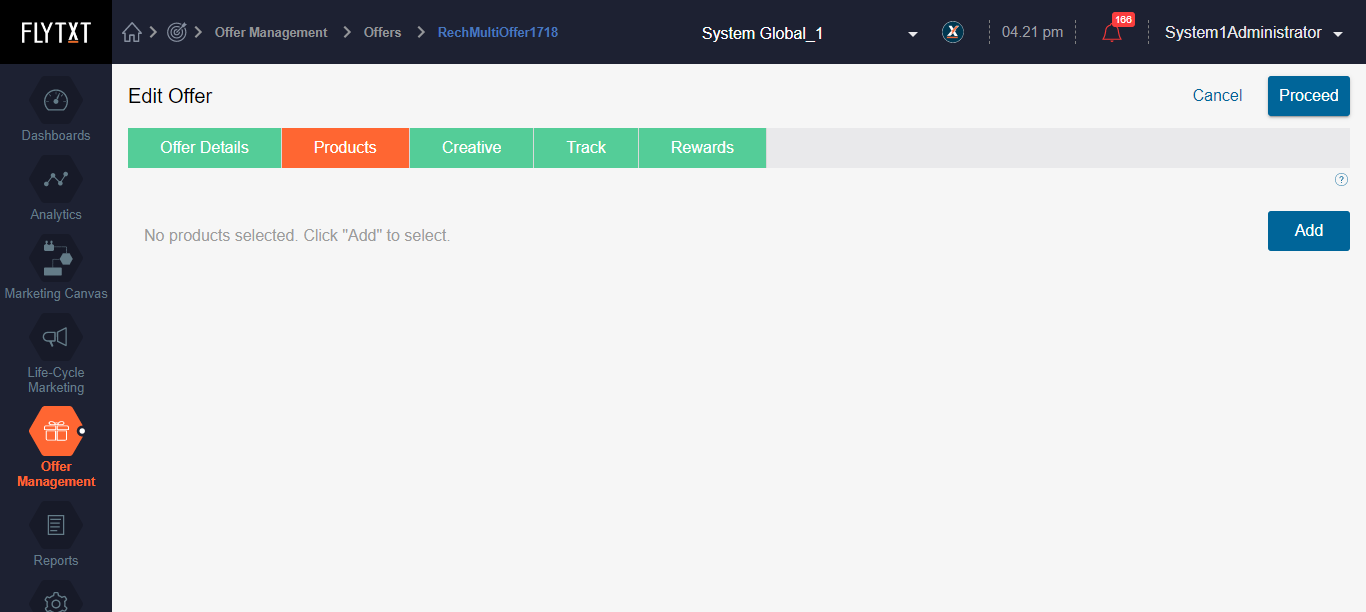 FLYTXT
Offer Management
Offers
RechMultiOffer1718
System Global_1
X
04.21 pm
166
System1Administrator
Dashboards
Analytics
Marketing Canvas
Life-Cycle
Marketing
Offer
Management
Reports
Edit Offer
Cancel
Proceed
Offer Details
Products
Creative
Track
Rewards
?
No products selected. Click "Add" to select.
Add